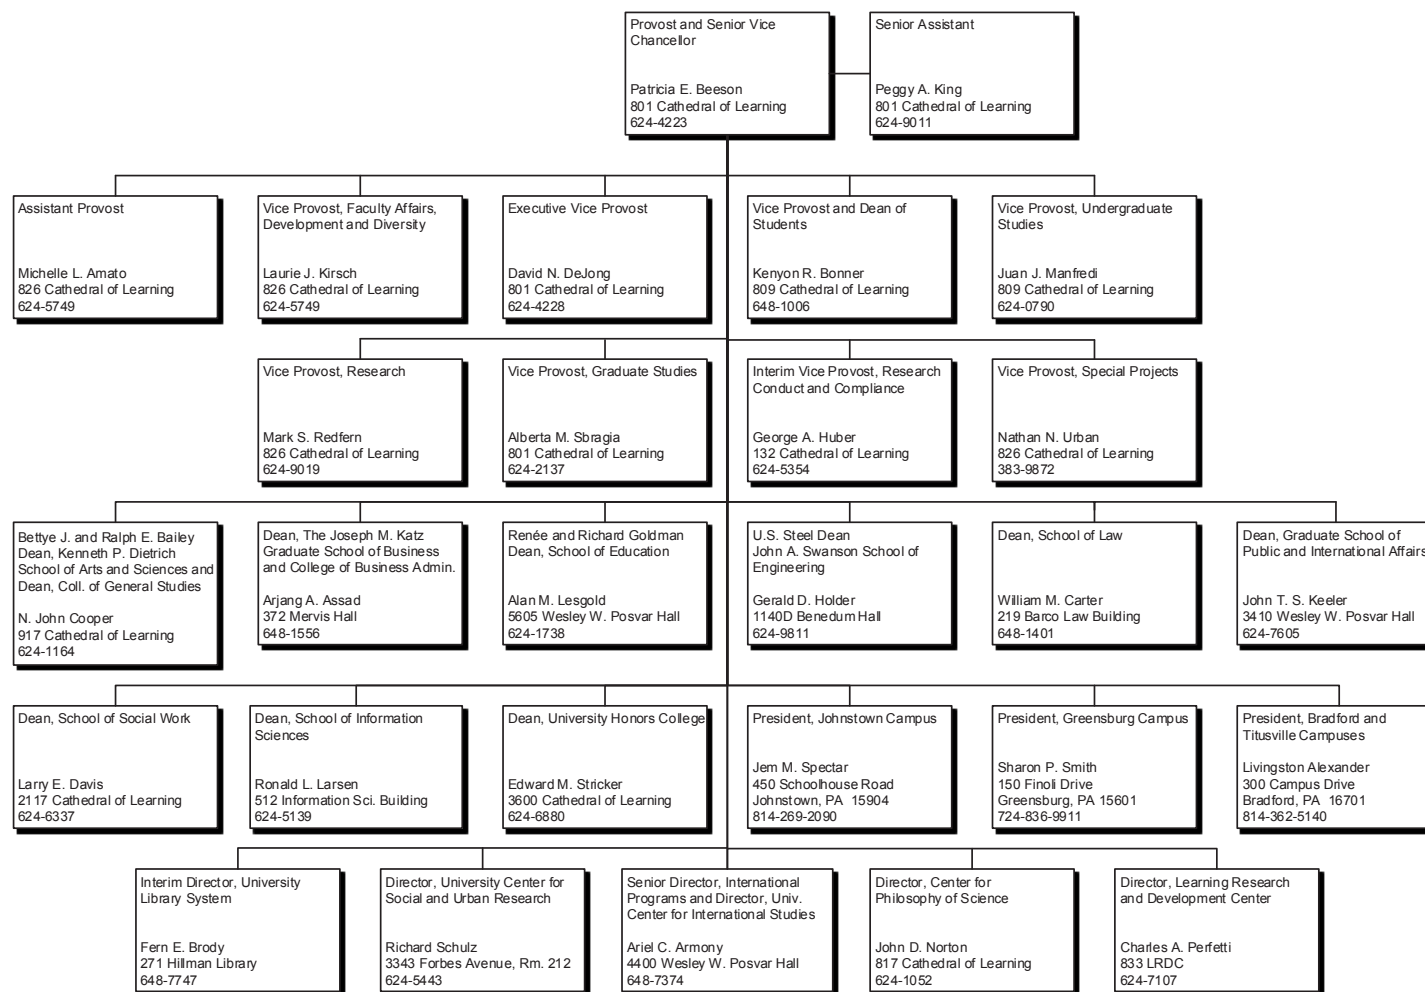 Provost and Senior Vice
Chancellor
Patricia E. Beeson
801 Cathedral of Learning
624-4223
Senior Assistant
Peggy A. King
801 Cathedral of Learning
624-9011
Assistant Provost
Michelle L. Amato
826 Cathedral of Learning
624-5749
Vice Provost, Faculty Affairs,
Development and Diversity
Laurie J. Kirsch
826 Cathedral of Learning
624-5749
Executive Vice Provost
David N. DeJong
801 Cathedral of Learning
624-4228
Vice Provost and Dean of
Students
Kenyon R. Bonner
809 Cathedral of Learning
648-1006
Vice Provost, Undergraduate
Studies
Juan J. Manfredi
809 Cathedral of Learning
624-0790
Vice Provost, Research
Mark S. Redfern
826 Cathedral of Learning
624-9019
Vice Provost, Graduate Studies
Alberta M. Sbragia
801 Cathedral of Learning
624-2137
Interim Vice Provost, Research
Conduct and Compliance
George A. Huber
132 Cathedral of Learning
624-5354
Vice Provost, Special Projects
Nathan N. Urban
826 Cathedral of Learning
383-9872
Bettye J. and Ralph E. Bailey
Dean, Kenneth P. Dietrich
School of Arts and Sciences and
Dean, Coll. of General Studies
N. John Cooper
917 Cathedral of Learning
624-1164
Dean, The Joseph M. Katz
Graduate School of Business
and College of Business Admin.
Arjang A. Assad
372 Mervis Hall
648-1556
Renée and Richard Goldman
Dean, School of Education
Alan M. Lesgold
5605 Wesley W. Posvar Hall
624-1738
U.S. Steel Dean
John A. Swanson School of
Engineering
Gerald D. Holder
1140D Benedum Hall
624-9811
Dean, School of Law
William M. Carter
219 Barco Law Building
648-1401
Dean, Graduate School of
Public and International Affairs
John T. S. Keeler
3410 Wesley W. Posvar Hall
624-7605
Dean, School of Social Work
Larry E. Davis
2117 Cathedral of Learning
624-6337
Dean, School of Information
Sciences
Ronald L. Larsen
512 Information Sci. Building
624-5139
Dean, University Honors College
Edward M. Stricker
3600 Cathedral of Learning
624-6880
President, Johnstown Campus
Jem M. Spectar
450 Schoolhouse Road
Johnstown, PA  15904
814-269-2090
President, Greensburg Campus
Sharon P. Smith
150 Finoli Drive
Greensburg, PA 15601
724-836-9911
President, Bradford and
Titusville Campuses
Livingston Alexander
300 Campus Drive
Bradford, PA  16701
814-362-5140
Interim Director, University
Library System
Fern E. Brody
271 Hillman Library
648-7747
Director, University Center for
Social and Urban Research
Richard Schulz
3343 Forbes Avenue, Rm. 212
624-5443
Senior Director, International
Programs and Director, Univ.
Center for International Studies
Ariel C. Armony
4400 Wesley W. Posvar Hall
648-7374
Director, Center for
Philosophy of Science
John D. Norton
817 Cathedral of Learning
624-1052
Director, Learning Research
and Development Center
Charles A. Perfetti
833 LRDC
624-7107